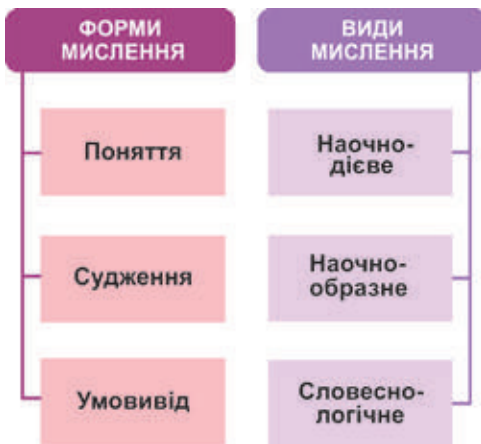 ФОРМИ
МИСЛЕННЯ
Поняття
Судження
Умовивід
ВИДИ
МИСЛЕННЯ
Наочно-
дієве
Наочно-
образне
Словесно-
логічне